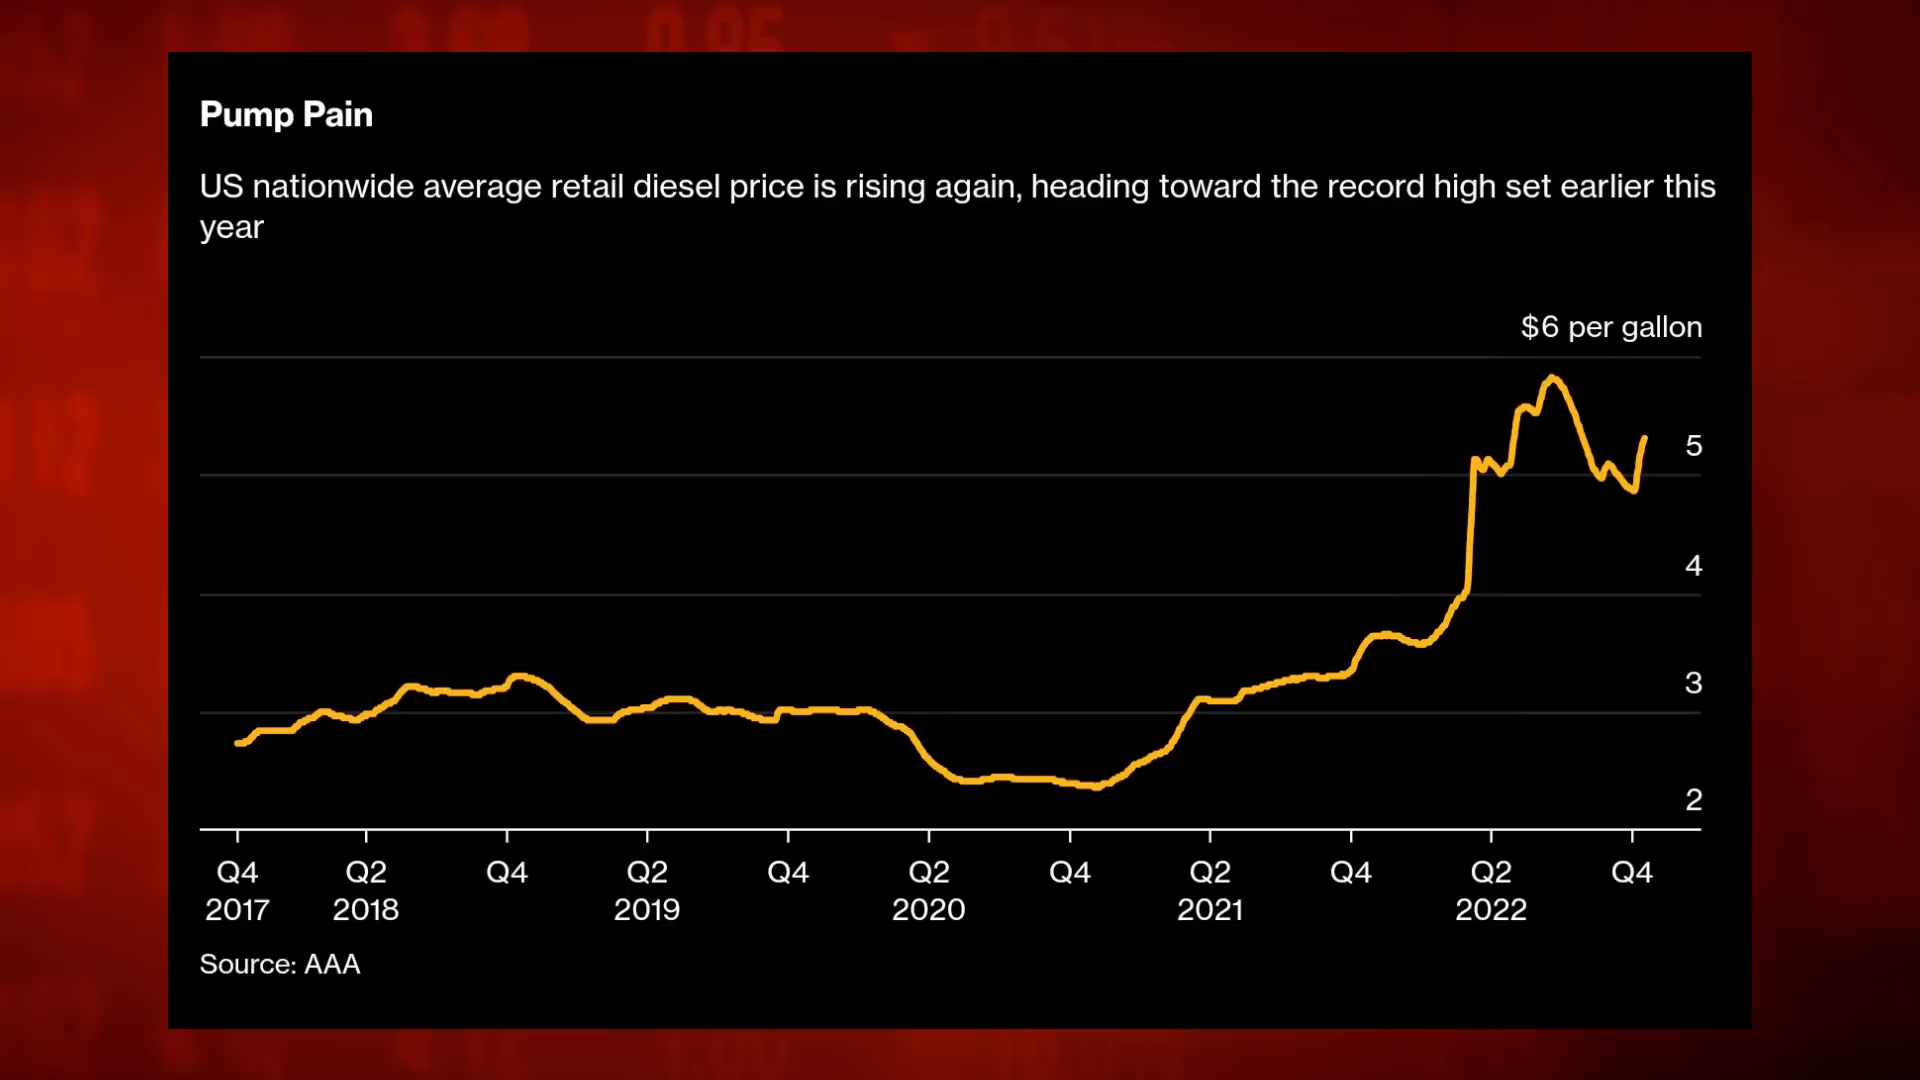 Pump Pain
US nationwide average retail diesel price is rising again, heading toward the record high set earlier this
year
$6 per gallon
5
4
3
2
Q4 Q2 Q4 Q2 Q4 Q2 Q4 Q2 Q4 Q2 Q4
2017 2018 2019 2020 2021 2022
Source: AAA